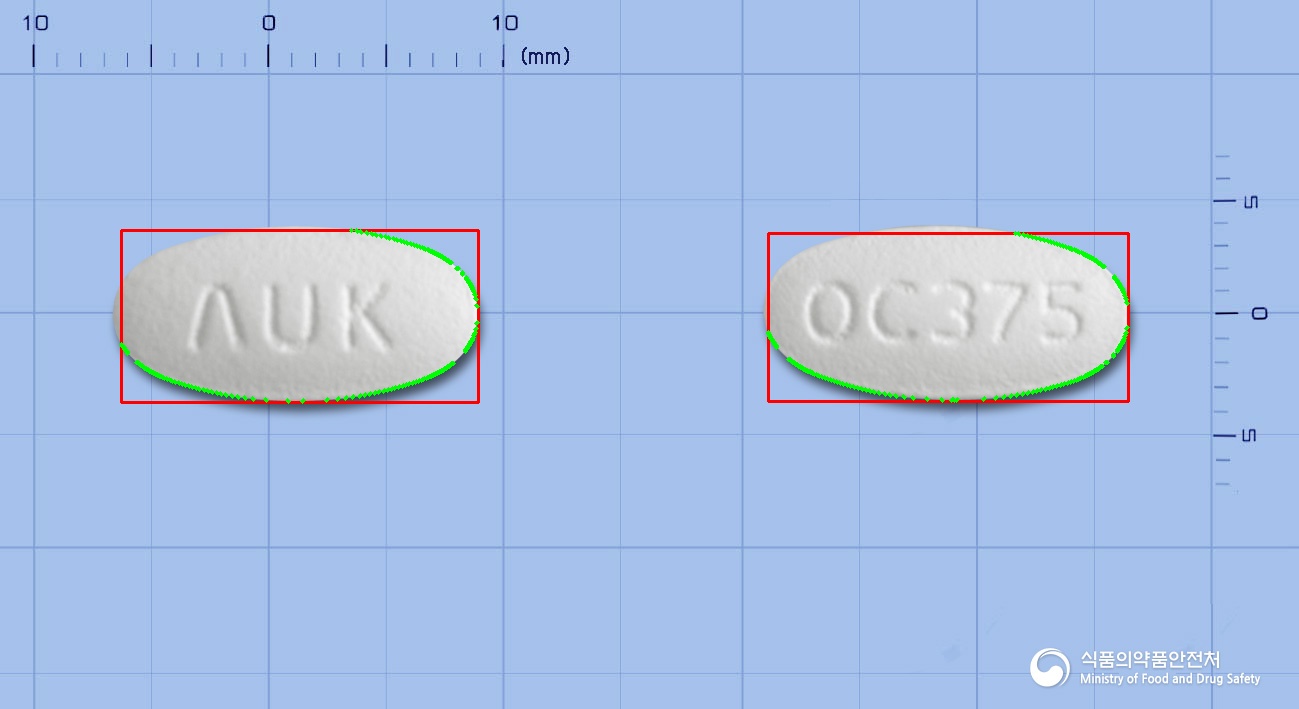 10 0 10
(mm)
5
0
5
AUK
OC375
식품의약품안전처
Ministry of Food and Drug Safety